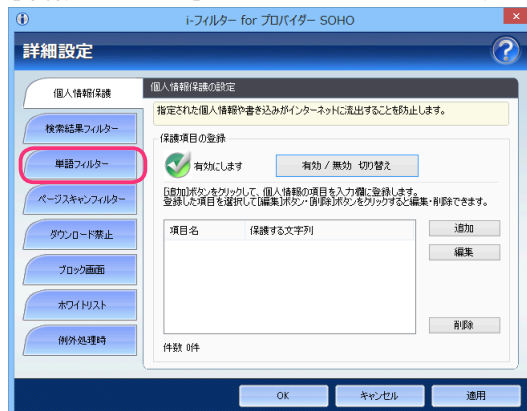 i-フィルター for プロバイダー SOHO
詳細設定
個人情報保護
検索結果フィルター
単語フィルター
ページスキャンフィルター
ダウンロード禁止
ブロック画面
ホワイトリスト
例外処理時
個人情報保護の設定
指定された個人情報や書き込みがインターネットに流出することを防止します。
保護項目の登録
有効にします
有効 / 無効 切り替え
[追加]ボタンをクリックして、個人情報の項目を入力欄に登録します。
登録した項目を選択して[編集]ボタン・[削除]ボタンをクリックすると編集・削除できます。
項目名 保護する文字列
追加
編集
削除
件数 0件
OK キャンセル 適用